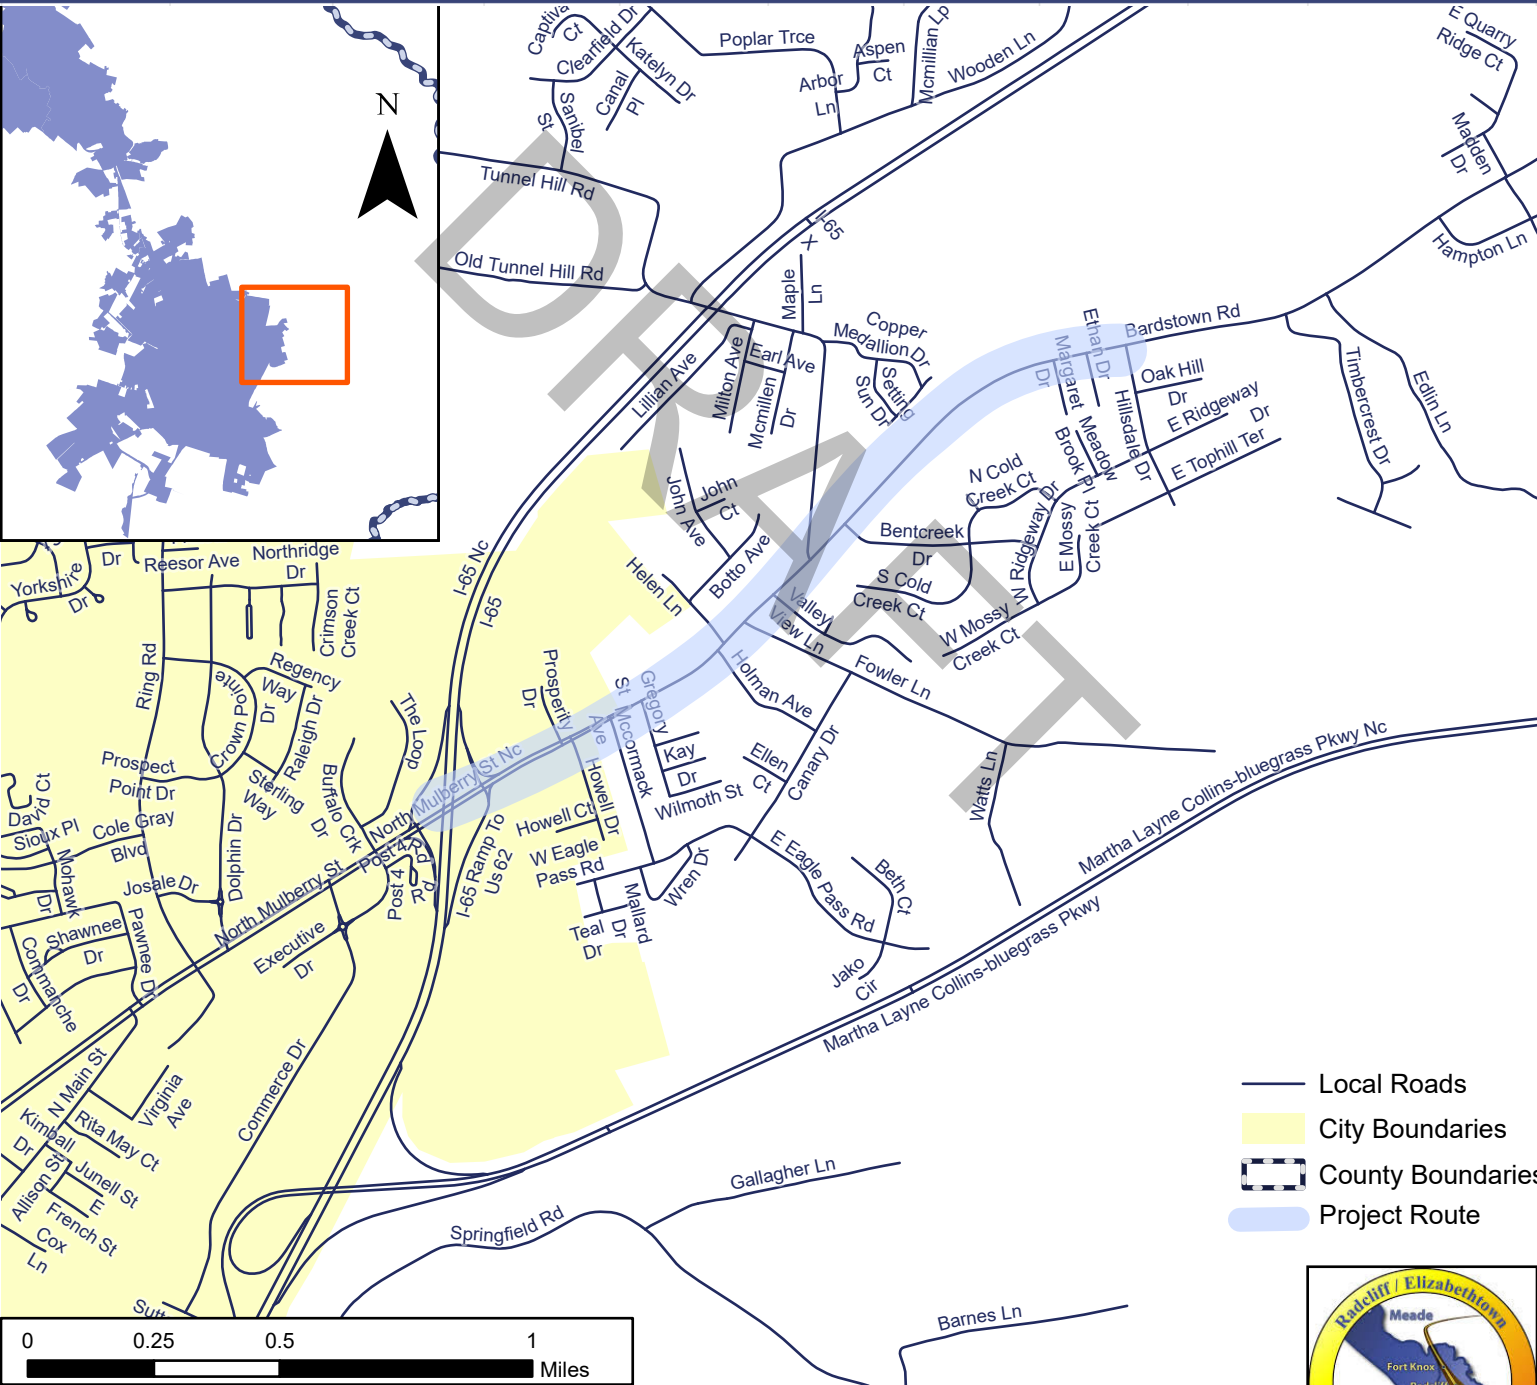 N
DRAFT
Captiva
Ct
Clearfield Dr
Katelyn Dr
Canal
Pl
Sanibel
St
Poplar Trce
Aspen
Ct
Arbor
Ln
Mcmillian Lp
Wooden Ln
E Quarry
Ridge Ct
Madden
Dr
Hampton Ln
Tunnel Hill Rd
Old Tunnel Hill Rd
I-65
X
Maple
Ln
Copper
Medallion Dr
Setting
Sun Dr
Lillian Ave
Milton Ave
E
Earl Ave
Mcmillen
Dr
Ethan Dr
Margaret
Dr
Bardstown Rd
Oak Hill
Dr
Hillsdale Dr
E Ridgeway
Dr
E Tophill Ter
Meadow
Brook Pl
Timbercrest Dr
Edlin Ln
John Ave
John
Ct
Botto Ave
Helen Ln
N Cold
Creek Ct
Bentcreek
Dr
S Cold
Creek Ct
W Ridgeway Dr
E Mossy
Creek Ct
W Mossy
Creek Ct
Valley
View Ln
Fowler Ln
Holman Ave
Canary Dr
Ellen
Ct
Watts Ln
Yorkshire
Dr
Dr
Reesor Ave
Northridge
Dr
Crimson
Creek Ct
Ring Rd
Crown Pointe
Dr
Regency
Way
Raleigh Dr
Sterling
Way
The Loop
Buffalo Crk
Dr
Prospect
Point Dr
Dolphin Dr
David Ct
Sioux Pl
Cole Gray
Blvd
Mohawk
Dr
Josale Dr
Shawnee
Dr
Pawnee Dr
Commanche
Dr
North Mulberry St
North Mulberry St Nc
Post 4 Rd
Post 4
Rd
Executive
Dr
I-65 Nc
I-65
I-65 Ramp To
Us 62
Prosperity
Dr
St
Ave
Mccormack
Gregory
Kay
Dr
Wilmoth St
Howell Dr
Howell Ct
W Eagle
Pass Rd
Teal
Dr
Mallard
Dr
Wren Dr
E Eagle Pass Rd
Beth Ct
Jako
Cir
Martha Layne Collins-bluegrass Pkwy Nc
Martha Layne Collins-bluegrass Pkwy
N Main St
Virginia
Ave
Commerce Dr
Kimball
Dr
Rita May Ct
Junell St
E
Allison St
French St
Cox
Ln
Springfield Rd
Gallagher Ln
Barnes Ln
Local Roads
City Boundaries
County Boundaries
Project Route
0 0.25 0.5 1
Miles
Radcliff / Elizabethtown
Meade
Fort Knox